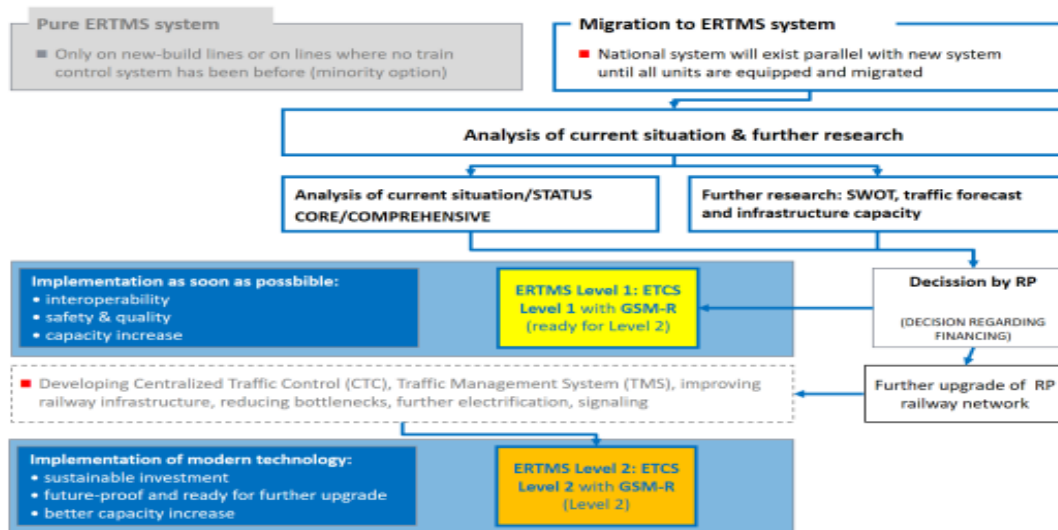 Pure ERTMS system
Only on new-build lines or on lines where no train
control system has been before (minority option)
Migration to ERTMS system
National system will exist parallel with new system
until all units are equipped and migrated
Analysis of current situation & further research
Analysis of current situation/STATUS
CORE/COMPREHENSIVE
Further research: SWOT, traffic forecast
and infrastructure capacity
Implementation as soon as possbible:
• interoperability
• safety & quality
• capacity increase
ERTMS Level 1: ETCS
Level 1 with GSM-R
(ready for Level 2)
Decission by RP
(DECISION REGARDING
FINANCING)
Developing Centralized Traffic Control (CTC), Traffic Management System (TMS), improving
railway infrastructure, reducing bottlenecks, further electrification, signaling
Further upgrade of RP
railway network
Implementation of modern technology:
• sustainable investment
• future-proof and ready for further upgrade
• better capacity increase
ERTMS Level 2: ETCS
Level 2 with GSM-R
(Level 2)